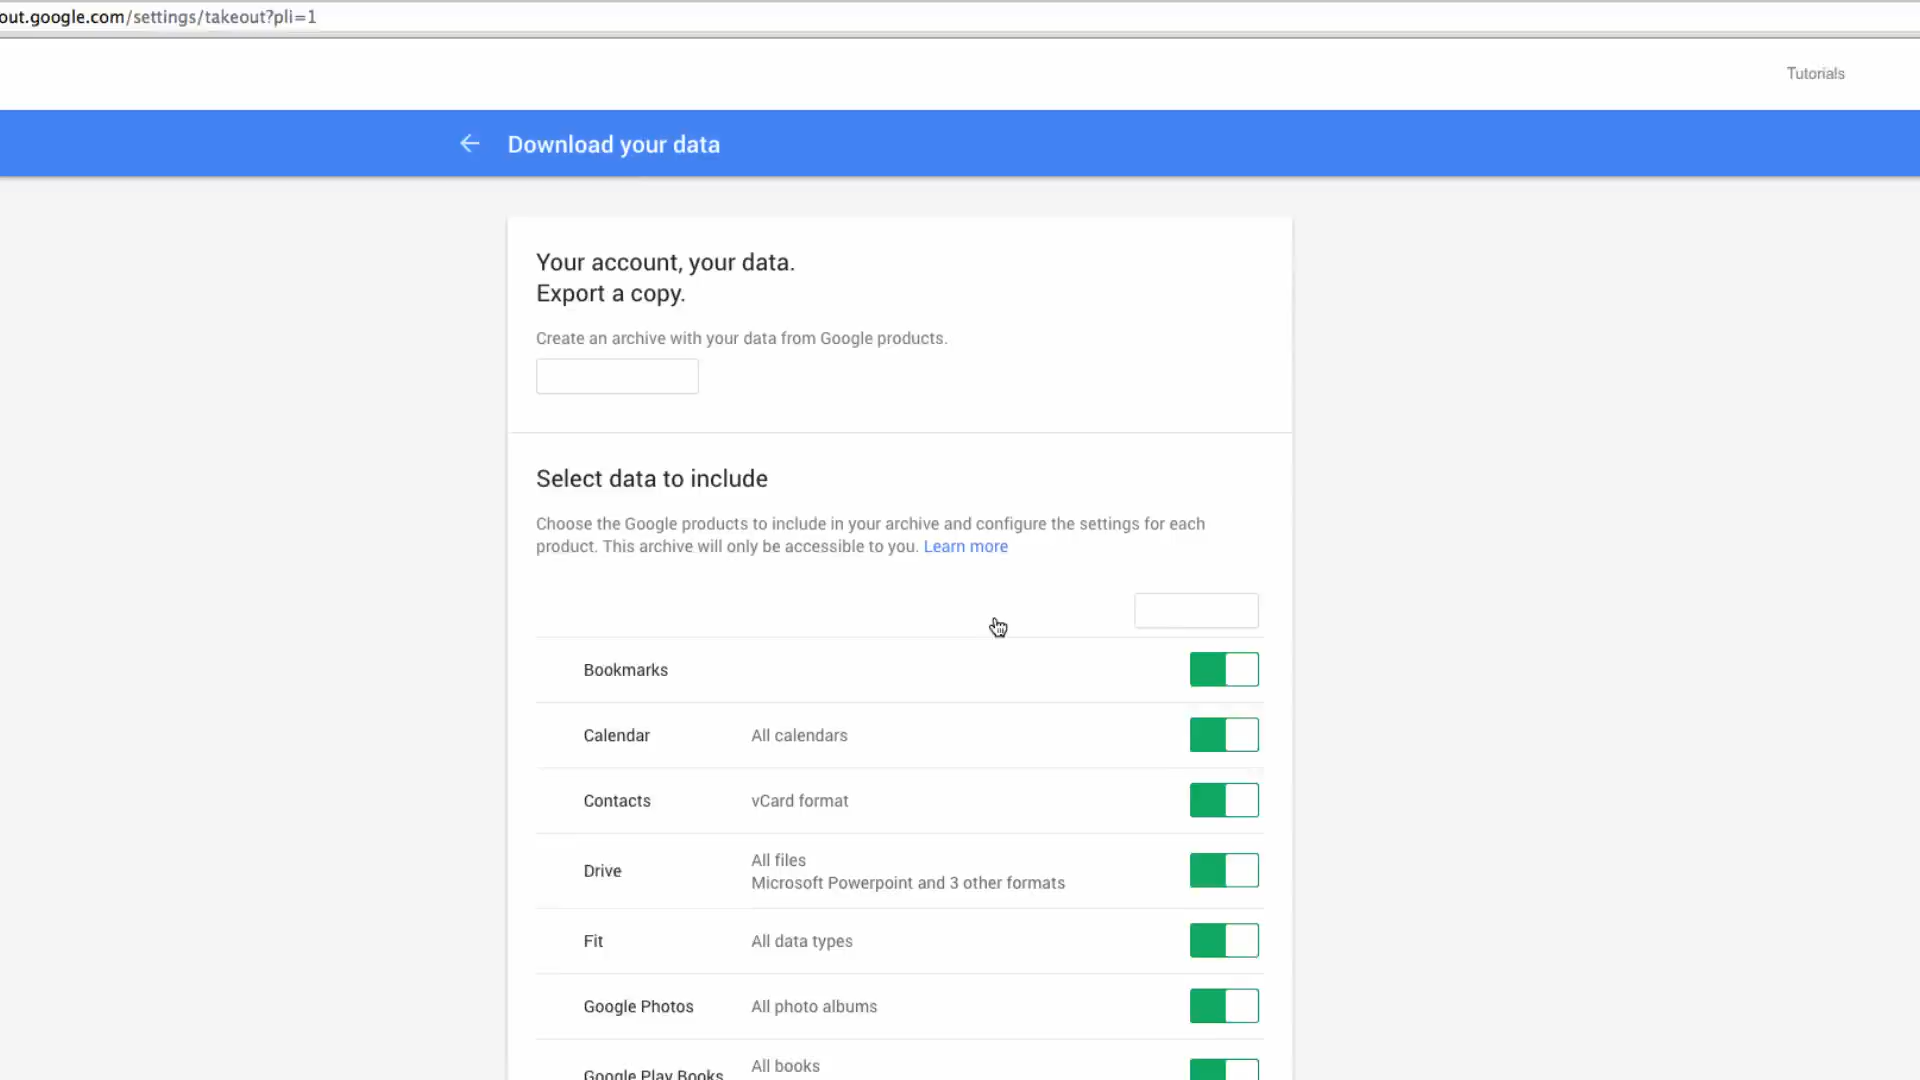 out.google.com/settings/takeout?pli=1
Tutorials
Download your data
Your account, your data.
Export a copy.
Create an archive with your data from Google products.
Select data to include
Choose the Google products to include in your archive and configure the settings for each
product. This archive will only be accessible to you. Learn more
Bookmarks
Calendar All calendars
Contacts vCard format
Drive All files
Microsoft Powerpoint and 3 other formats
Fit All data types
Google Photos All photo albums
Google Play Books All books